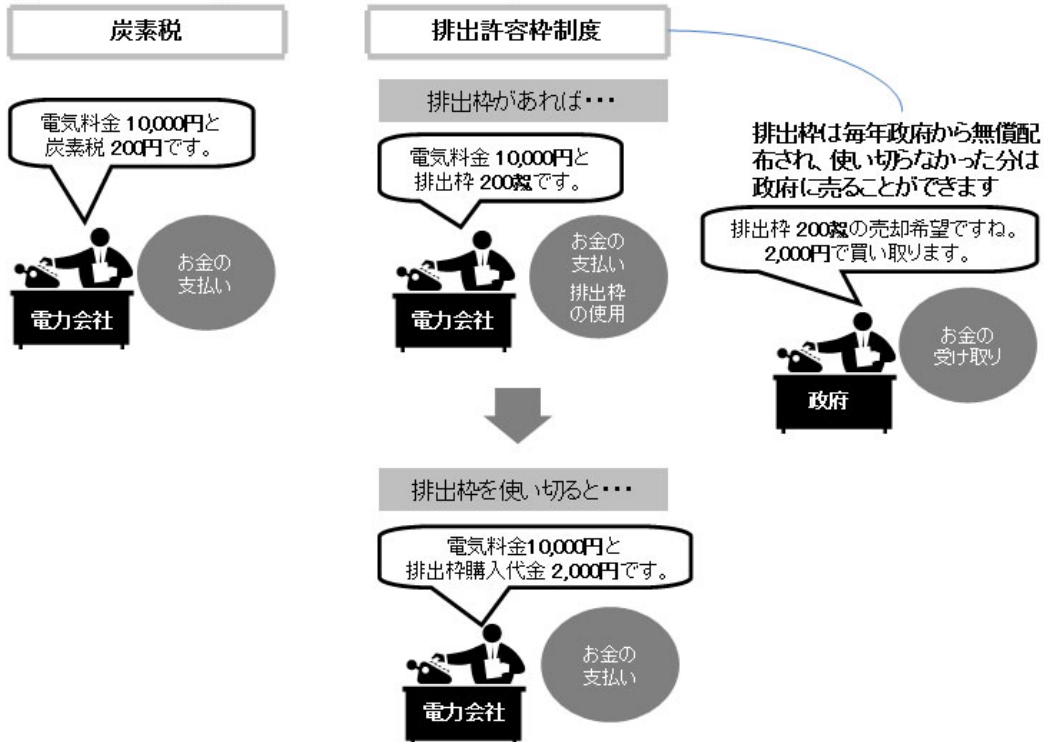 炭素税
電気料金 10,000円と
炭素税 200円です。
お金の
支払い
電力会社
排出許容枠制度
排出枠があれば・・・
電気料金 10,000円と
排出枠 200です。
お金の
支払い
排出枠
の使用
電力会社
排出枠は毎年政府から無償配
布され、使い切らなかった分は
政府に売ることができます
排出枠 200の売却希望ですね。
2,000円で買い取ります。
お金の
受け取り
政府
排出枠を使い切ると・・・
電気料金10,000円と
排出枠購入代金 2,000円です。
お金の
支払い
電力会社